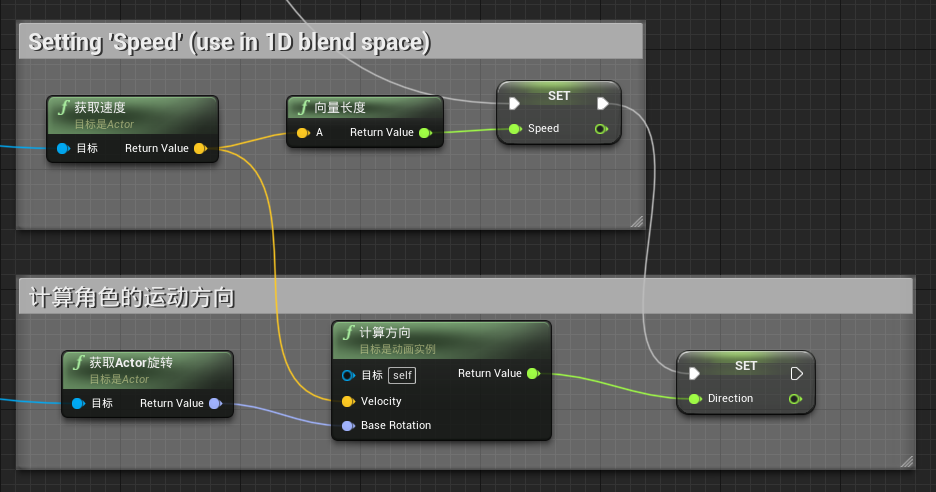 Setting 'Speed' (use in 1D blend space)
获取速度
目标是Actor
目标
Return Value
向量长度
A
Return Value
SET
Speed
计算角色的运动方向
获取Actor旋转
目标是Actor
目标
Return Value
计算方向
目标是动画实例
目标 self
Return Value
Velocity
Base Rotation
SET
Direction